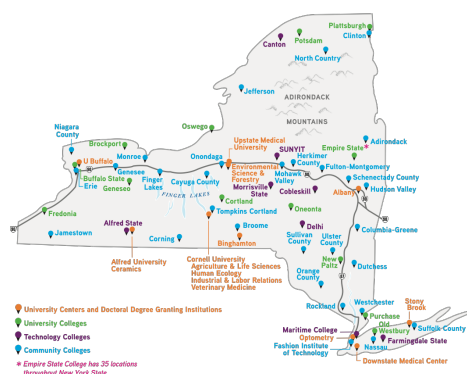 Plattsburgh
Clinton
Potsdam
Canton
North Country
Jefferson
ADIRONDACK
MOUNTAINS
Oswego
Niagara
County
Brockport
Upstate Medical
University
SUNYIT
Adirondack
Empire State
*
U Buffalo
Monroe
Onondaga
Environmental
Science &
Forestry
Herkimer
County
Mohawk
Valley
Fulton-Montgomery
Buffalo State
Erie
Genesee
Geneseo
Finger
Lakes
Cayuga County
Morrisville
State
Cobleskill
Schenectady County
Hudson Valley
Albany
FINGER LAKES
Cortland
Tompkins Cortland
Oneonta
Fredonia
Jamestown
Alfred State
Corning
Broome
Binghamton
Delhi
Columbia-Greene
Sullivan
County
Ulster
County
New
Paltz
Alfred University
Ceramics
Cornell University
Agriculture & Life Sciences
Human Ecology
Industrial & Labor Relations
Veterinary Medicine
Orange
County
Dutchess
Rockland
Westchester
Stony
Brook
Purchase
Old
Westbury
Suffolk County
Maritime College
Optometry
Fashion Institute
of Technology
Nassau
Farmingdale State
Downstate Medical Center
University Centers and Doctoral Degree Granting Institutions
University Colleges
Technology Colleges
Community Colleges
* Empire State College has 35 locations
throughout New York State